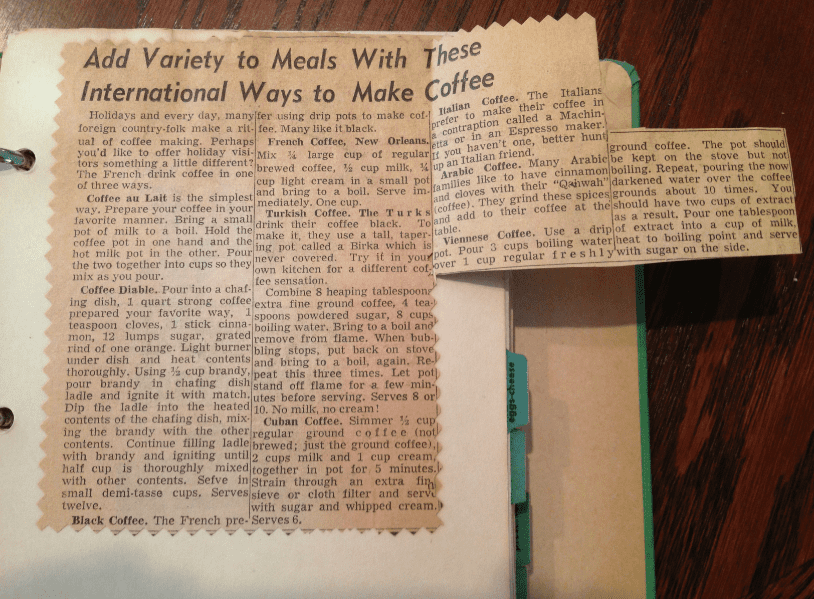 Add Variety to Meals With These
International Ways to Make Coffee
Holidays and every day, many
foreign country-folk make a rit-
ual of coffee making. Perhaps
you'd like to offer holiday visi-
tors something a little different?
The French drink coffee in one
of three ways.
Coffee au Lait is the simplest
way. Prepare your coffee in your
favorite manner. Bring a small
pot of milk to a boil. Hold the
coffee pot in one hand and the
hot milk pot in the other. Pour
the two together into cups so they
mix as you pour.
Coffee Diable. Pour into a chaf-
ing dish, 1 quart strong coffee
prepared your favorite way, 1
teaspoon cloves, 1 stick cinna-
mon, 12 lumps sugar, grated
rind of one orange. Light burner
under dish and heat contents
thoroughly. Using ½ cup brandy,
pour brandy in chafing dish
ladle and ignite it with match.
Dip the ladle into the heated
contents of the chafing dish, mix-
ing the brandy with the other
contents. Continue filling ladle
with brandy and igniting until
half cup is thoroughly mixed
with other contents. Sefve in
small demi-tasse cups. Serves
twelve.
Black Coffee. The French pre-
fer using drip pots to make cof-
fee. Many like it black.
French Coffee, New Orleans.
Mix ¾ large cup of regular
brewed coffee, ½ cup milk, ¼
cup light cream in a small pot
and bring to a boil. Serve im-
mediately. One cup.
Turkish Coffee. The Turks
drink their coffee black. To
make it, they use a tall, taper-
ing pot called a Birka which is
never covered. Try it in your
own kitchen for a different cof-
fee sensation.
Combine 8 heaping tablespoons
extra fine ground coffee, 4 tea-
spoons powdered sugar, 8 cups
boiling water. Bring to a boil and
remove from flame. When bub-
bling stops, put back on stove
and bring to a boil, again. Re-
peat this three times. Let pot
stand off flame for a few min-
utes before serving. Serves 8 or
10. No milk, no cream!
Cuban Coffee. Simmer ½ cup
regular ground coffee (not
brewed; just the ground coffee),
2 cups milk and 1 cup cream,
together in pot for 5 minutes.
Strain through an extra fin
sieve or cloth filter and serve
with sugar and whipped cream.
Serves 6.
Italian Coffee. The Italians
prefer to make their coffee in
a contraption called a Machin-
etta or in an Espresso maker.
If you haven't one, better hunt
up an Italian friend.
Arabic Coffee. Many Arabic
families like to have cinnamon
and cloves with their "Qaiwah"
(coffee). They grind these spices
and add to their coffee at the
table.
Viennese Coffee. Use a drip
pot. Pour 3 cups boiling water
over 1 cup regular freshly
ground coffee. The pot should
be kept on the stove but not
boiling. Repeat, pouring the now
darkened water over the coffee
grounds about 10 times. You
should have two cups of extract
as a result. Pour one tablespoon
of extract into a cup of milk,
heat to boiling point and serve
with sugar on the side.
eggs-cheese